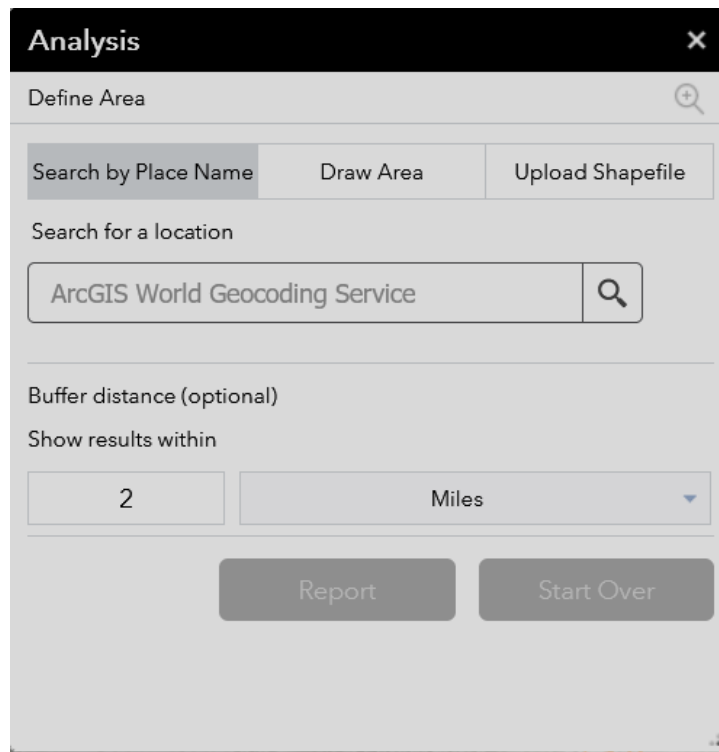 Analysis
Define Area
Search by Place Name Draw Area Upload Shapefile
Search for a location
ArcGIS World Geocoding Service
Buffer distance (optional)
Show results within
2 Miles
Report Start Over